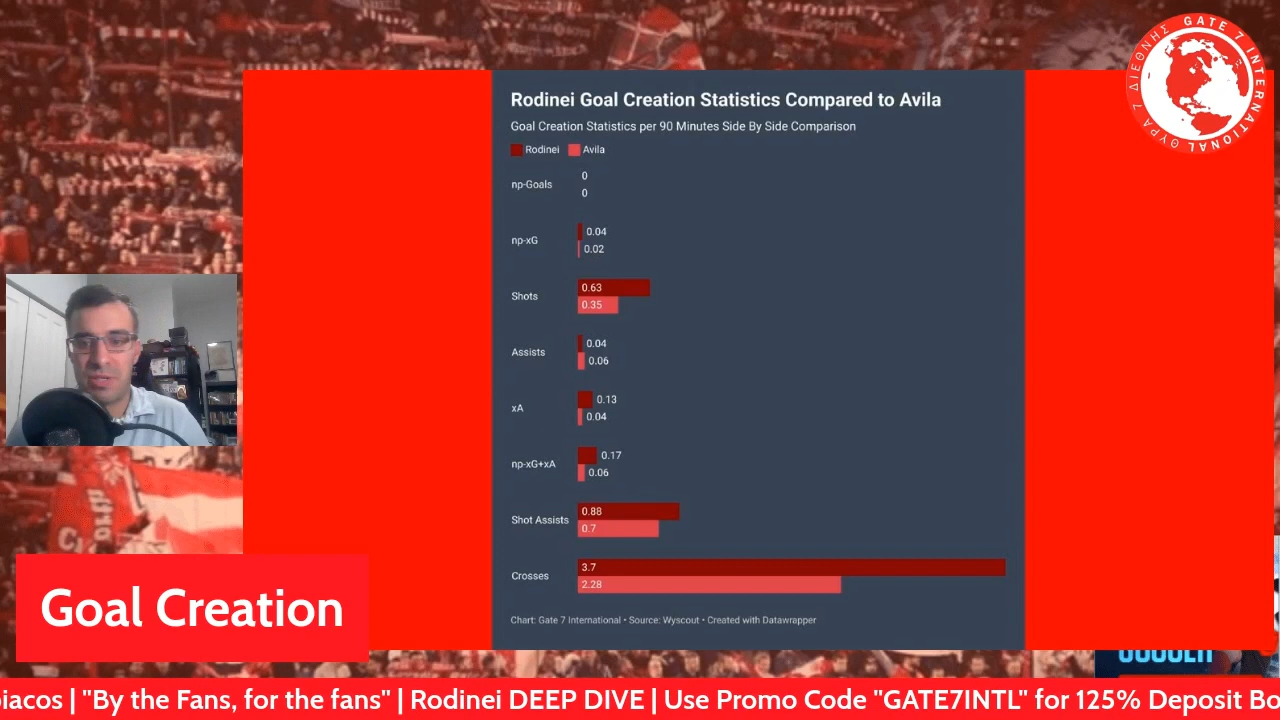 GATE 7 INTERNATIONAL
ΘΥΡΑ 7 ΔΙΕΘΝΗΣ
Rodinei Goal Creation Statistics Compared to Avila
Goal Creation Statistics per 90 Minutes Side By Side Comparison
Rodinei Avila
np-Goals
0
0
np-xG
0.04
0.02
Shots
0.63
0.35
Assists
0.04
0.06
xA
0.13
0.04
np-xG+xA
0.17
0.06
Shot Assists
0.88
0.7
Crosses
3.7
2.28
Chart: Gate 7 International • Source: Wyscout • Created with Datawrapper
Goal Creation
iacos | "By the Fans, for the fans" | Rodinei DEEP DIVE | Use Promo Code "GATE7INTL" for 125% Deposit Bo